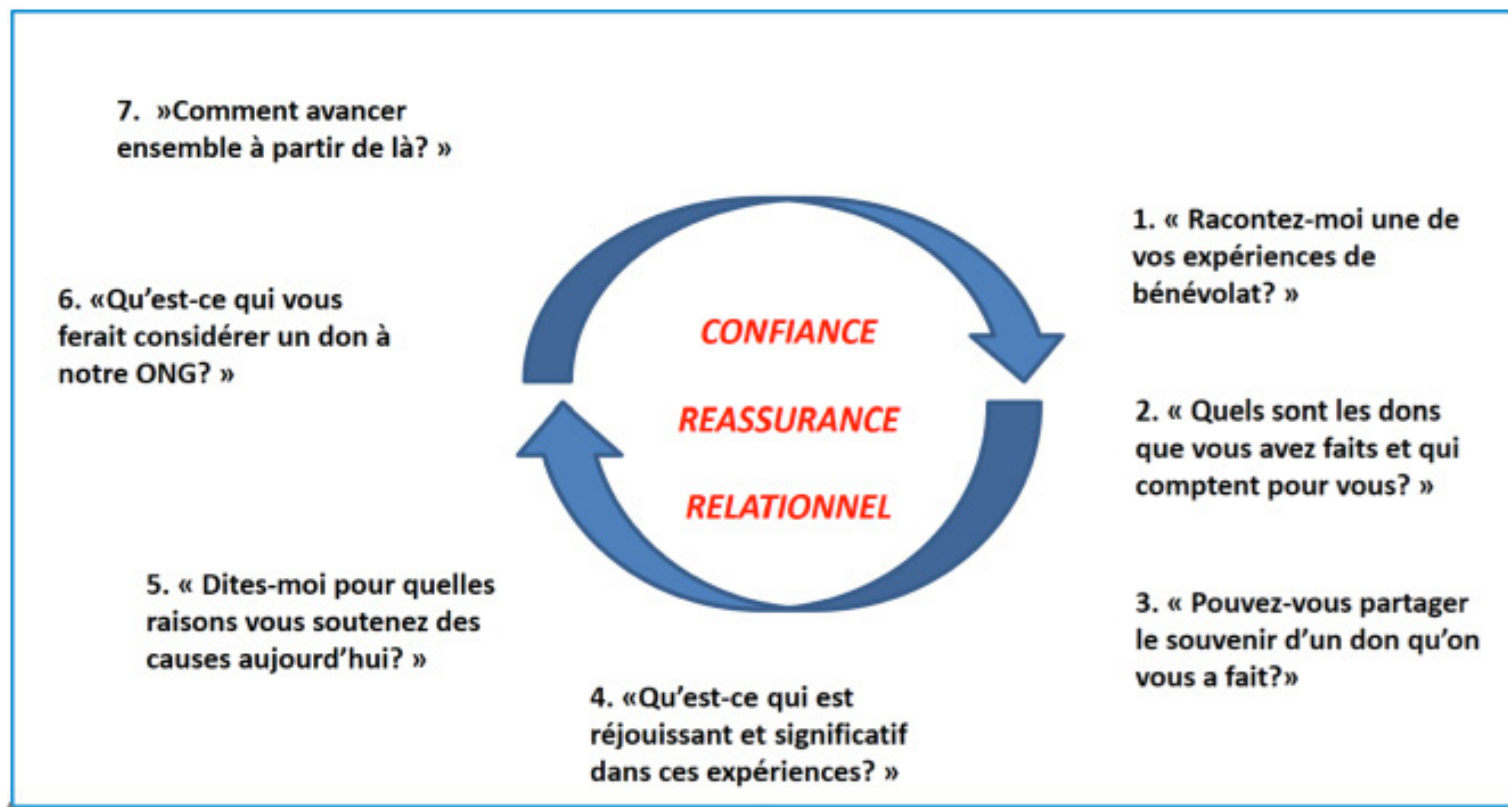 7. »Comment avancer
ensemble à partir de là? »
1. « Racontez-moi une de
vos expériences de
bénévolat? »
6. «Qu’est-ce qui vous
ferait considérer un don à
notre ONG? »
CONFIANCE
REASSURANCE
RELATIONNEL
2. « Quels sont les dons
que vous avez faits et qui
comptent pour vous? »
5. « Dites-moi pour quelles
raisons vous soutenez des
causes aujourd’hui? »
3. « Pouvez-vous partager
le souvenir d’un don qu’on
vous a fait?»
4. «Qu’est-ce qui est
réjouissant et significatif
dans ces expériences? »